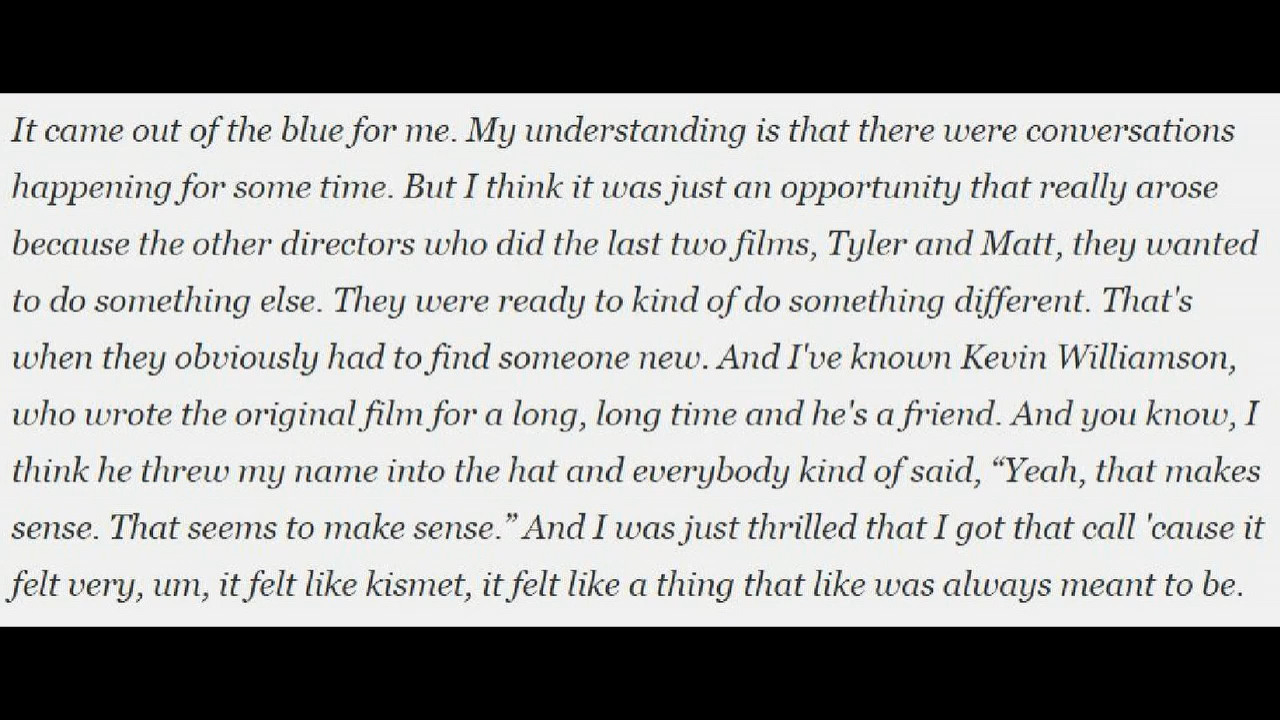 It came out of the blue for me. My understanding is that there were conversations
happening for some time. But I think it was just an opportunity that really arose
because the other directors who did the last two films, Tyler and Matt, they wanted
to do something else. They were ready to kind of do something different. That's
when they obviously had to find someone new. And I've known Kevin Williamson,
who wrote the original film for a long, long time and he's a friend. And you know, I
think he threw my name into the hat and everybody kind of said, “Yeah, that makes
sense. That seems to make sense.” And I was just thrilled that I got that call 'cause it
felt very, um, it felt like kismet, it felt like a thing that like was always meant to be.